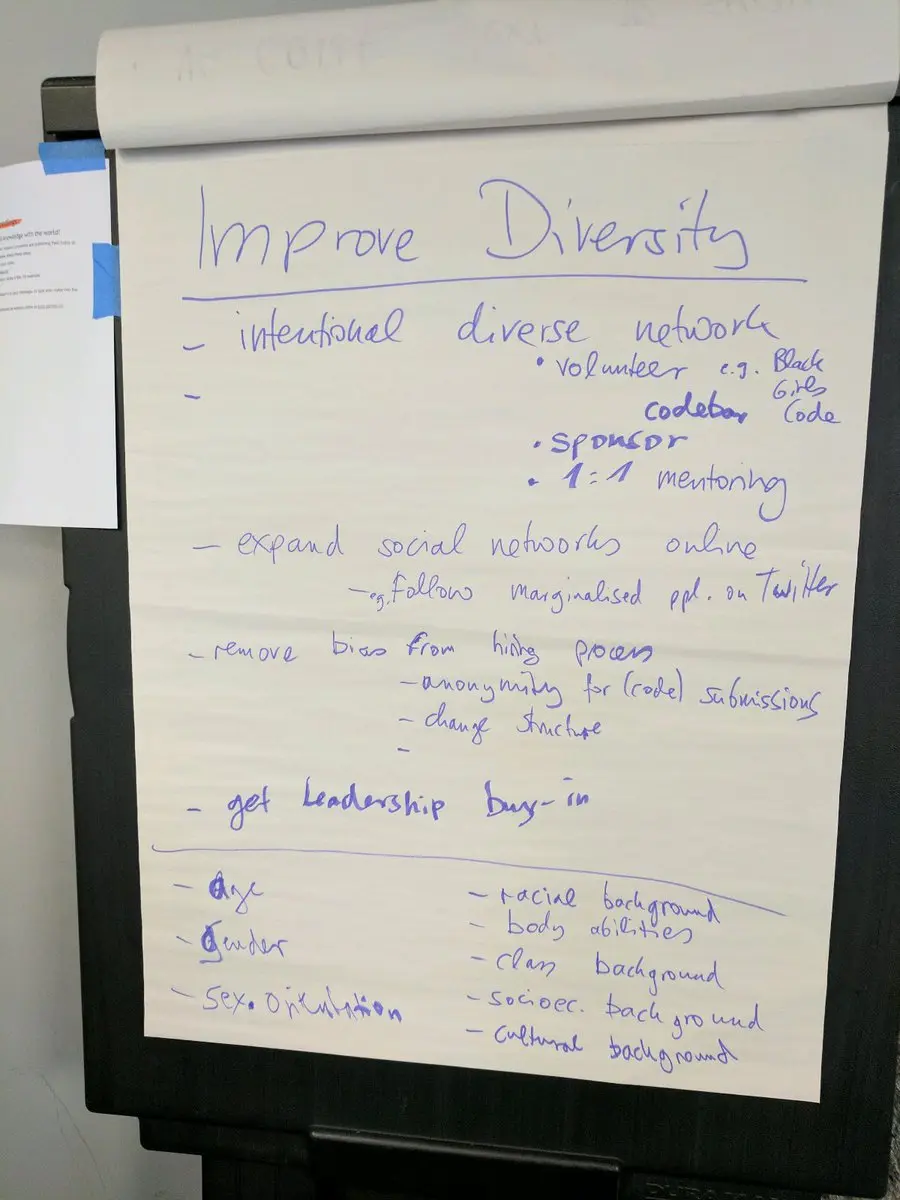 Improve Diversity
- intentional diverse network
• volunteer e.g. Black
Girls
codebar Code
-
• sponsor
• 1:1 mentoring
- expand social networks online
- e.g. Follow marginalised ppl. on Twitter
- remove bias from hiring process
- anonymity for (code) submissions
- change structure
-
- get Leadership buy-in
- Age
- Gender
- Sex. Orientation
- racial background
- body abilities
- class background
- socioec. background
- cultural background
knowledge with the world!